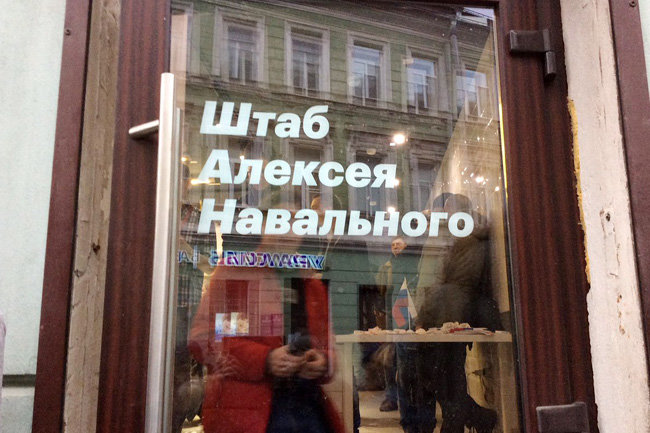 Штаб
Алексея
Навального